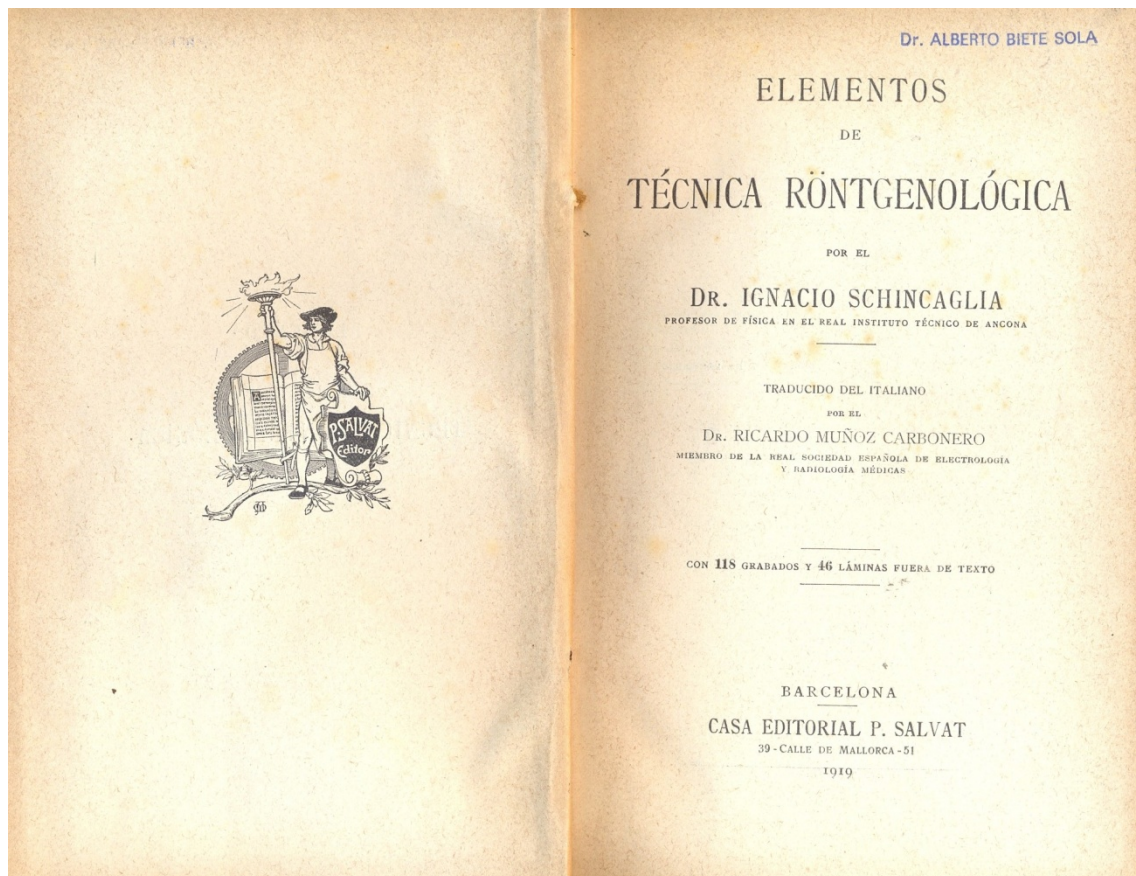 P. SALVAT
Editor
Dr. ALBERTO BIETE SOLA
ELEMENTOS
DE
TÉCNICA RÖNTGENOLÓGICA
POR EL
DR. IGNACIO SCHINCAGLIA
PROFESOR DE FÍSICA EN EL REAL INSTITUTO TÉCNICO DE ANCONA
TRADUCIDO DEL ITALIANO
POR EL
DR. RICARDO MUÑOZ CARBONERO
MIEMBRO DE LA REAL SOCIEDAD ESPAÑOLA DE ELECTROLOGÍA
Y RADIOLOGÍA MÉDICAS
CON 118 GRABADOS Y 46 LÁMINAS FUERA DE TEXTO
BARCELONA
CASA EDITORIAL P. SALVAT
39-CALLE DE MALLORCA-51
1919